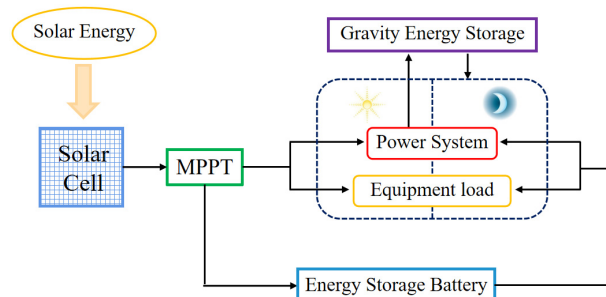 Solar Energy
Gravity Energy Storage
Solar
Cell
MPPT
Power System
Equipment load
Energy Storage Battery